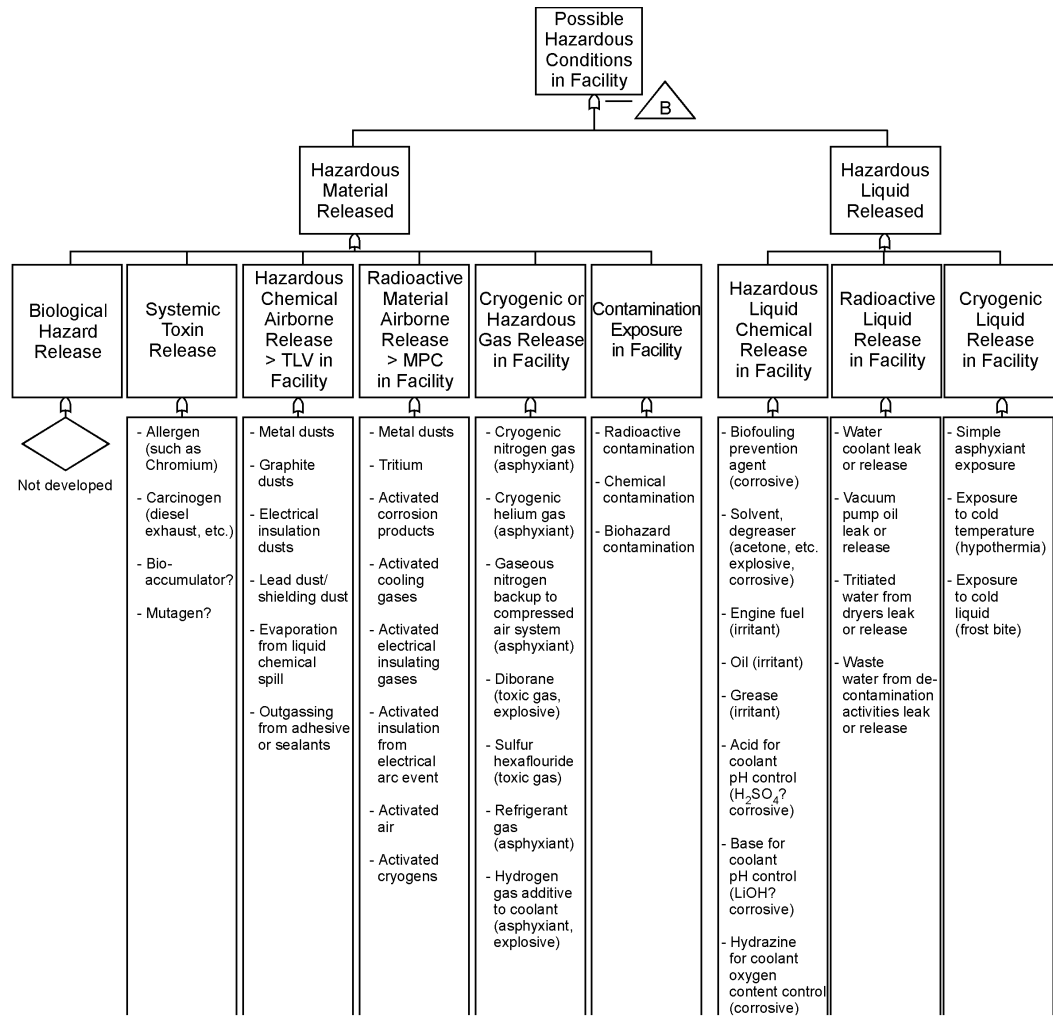 Possible
Hazardous
Conditions
in Facility
B
Hazardous
Material
Released
Hazardous
Liquid
Released
Biological
Hazard
Release
Systemic
Toxin
Release
Hazardous
Chemical
Airborne
Release
> TLV in
Facility
Radioactive
Material
Airborne
Release
> MPC
in Facility
Cryogenic or
Hazardous
Gas Release
in Facility
Contamination
Exposure
in Facility
Hazardous
Liquid
Chemical
Release
in Facility
Radioactive
Liquid
Release
in Facility
Cryogenic
Liquid
Release
in Facility
Not developed
- Allergen
(such as
Chromium)
- Carcinogen
(diesel
exhaust, etc.)
- Bio-
accumulator?
- Mutagen?
- Metal dusts
- Graphite
dusts
- Electrical
insulation
dusts
- Lead dust/
shielding dust
- Evaporation
from liquid
chemical
spill
- Outgassing
from adhesive
or sealants
- Metal dusts
- Tritium
- Activated
corrosion
products
- Activated
cooling
gases
- Activated
electrical
insulating
gases
- Activated
insulation
from
electrical
arc event
- Activated
air
- Activated
cryogens
- Cryogenic
nitrogen gas
(asphyxiant)
- Cryogenic
helium gas
(asphyxiant)
- Gaseous
nitrogen
backup to
compressed
air system
(asphyxiant)
- Diborane
(toxic gas,
explosive)
- Sulfur
hexaflouride
(toxic gas)
- Refrigerant
gas
(asphyxiant)
- Hydrogen
gas additive
to coolant
(asphyxiant,
explosive)
- Radioactive
contamination
- Chemical
contamination
- Biohazard
contamination
- Biofouling
prevention
agent
(corrosive)
- Solvent,
degreaser
(acetone, etc.
explosive,
corrosive)
- Engine fuel
(irritant)
- Oil (irritant)
- Grease
(irritant)
- Acid for
coolant
pH control
(H2SO4?
corrosive)
- Base for
coolant
pH control
(LiOH?
corrosive)
- Hydrazine
for coolant
oxygen
content control
(corrosive)
- Water
coolant leak
or release
- Vacuum
pump oil
leak or
release
- Tritiated
water from
dryers leak
or release
- Waste
water from de-
contamination
activities leak
or release
- Simple
asphyxiant
exposure
- Exposure
to cold
temperature
(hypothermia)
- Exposure
to cold
liquid
(frost bite)